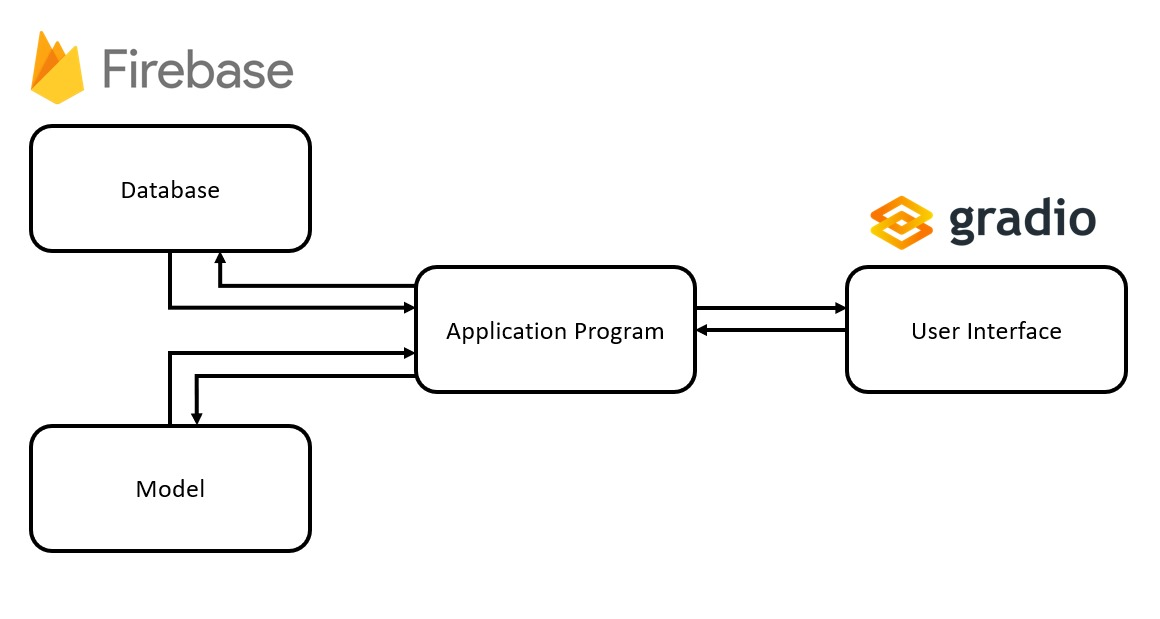 Firebase
Database
gradio
Application Program
User Interface
Model